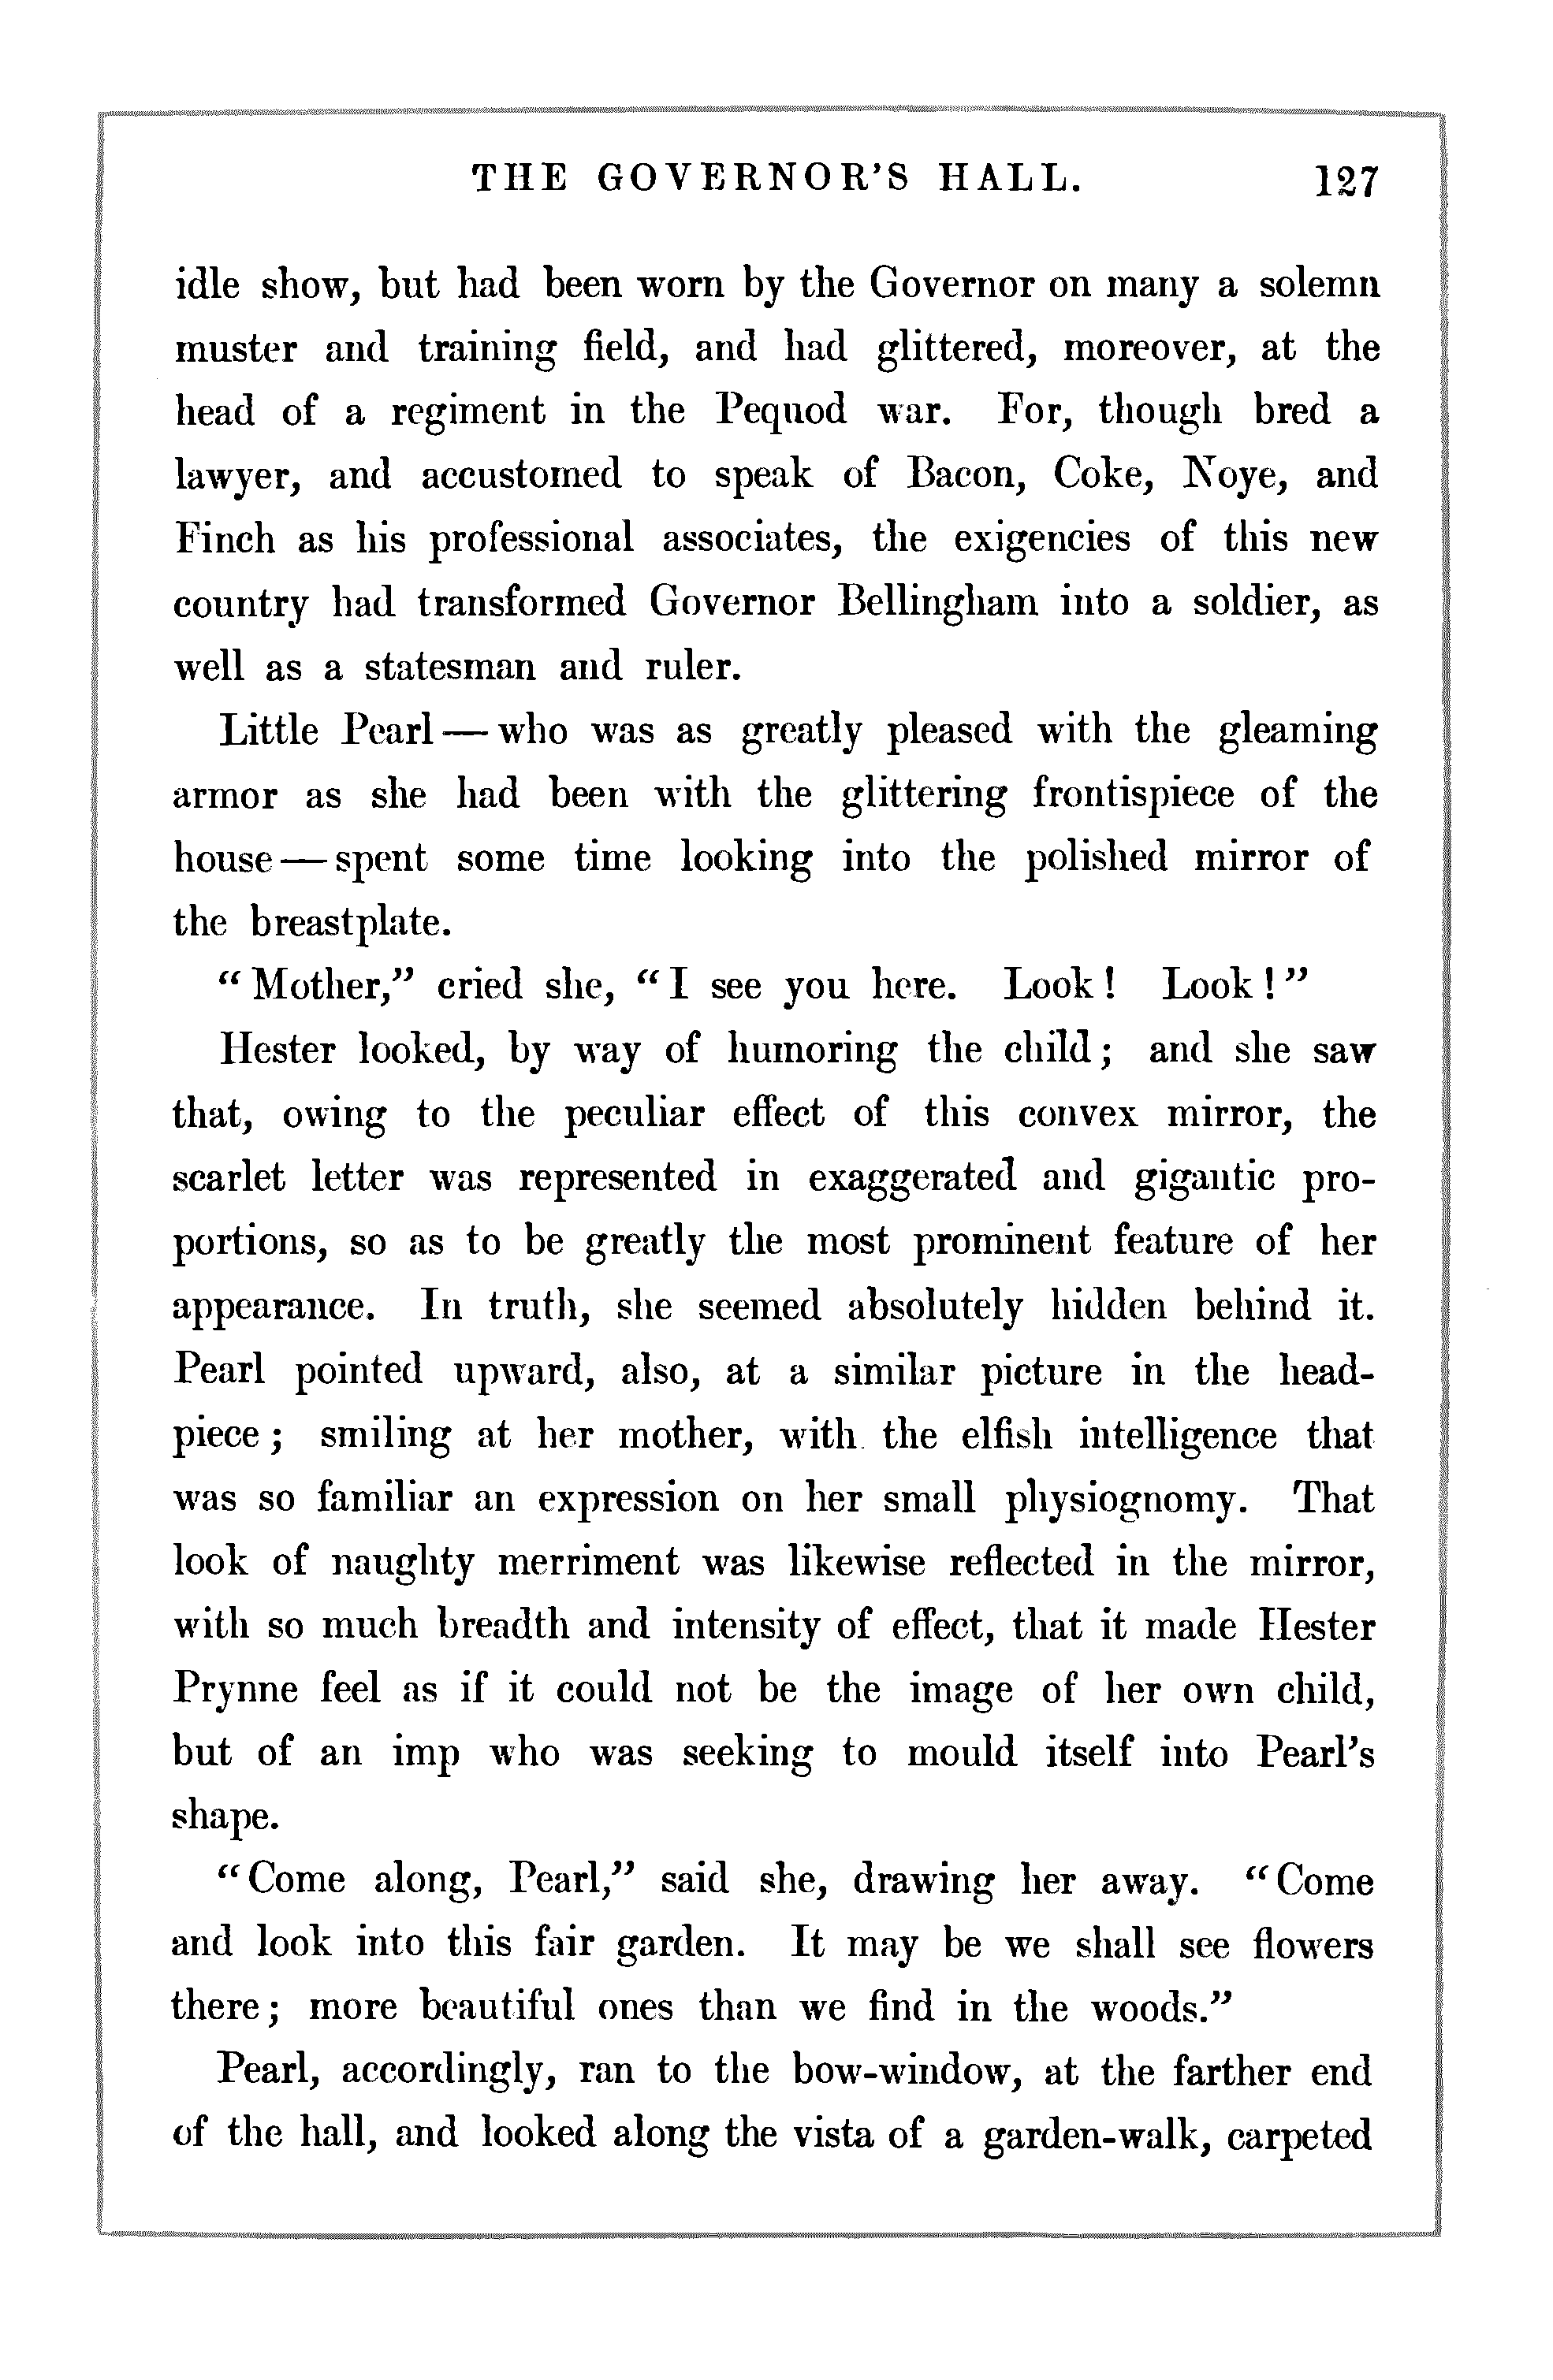 THE GOVERNOR'S HALL. 127
idle show, but had been worn by the Governor on many a solemn
muster and training field, and had glittered, moreover, at the
head of a regiment in the Pequod war. For, though bred a
lawyer, and accustomed to speak of Bacon, Coke, Noye, and
Finch as his professional associates, the exigencies of this new
country had transformed Governor Bellingham into a soldier, as
well as a statesman and ruler.
Little Pearl — who was as greatly pleased with the gleaming
armor as she had been with the glittering frontispiece of the
house — spent some time looking into the polished mirror of
the breastplate.
“Mother,” cried she, “I see you here. Look! Look!”
Hester looked, by way of humoring the child; and she saw
that, owing to the peculiar effect of this convex mirror, the
scarlet letter was represented in exaggerated and gigantic pro-
portions, so as to be greatly the most prominent feature of her
appearance. In truth, she seemed absolutely hidden behind it.
Pearl pointed upward, also, at a similar picture in the head-
piece; smiling at her mother, with the elfish intelligence that
was so familiar an expression on her small physiognomy. That
look of naughty merriment was likewise reflected in the mirror,
with so much breadth and intensity of effect, that it made Hester
Prynne feel as if it could not be the image of her own child,
but of an imp who was seeking to mould itself into Pearl's
shape.
“Come along, Pearl,” said she, drawing her away. “Come
and look into this fair garden. It may be we shall see flowers
there; more beautiful ones than we find in the woods.”
Pearl, accordingly, ran to the bow-window, at the farther end
of the hall, and looked along the vista of a garden-walk, carpeted